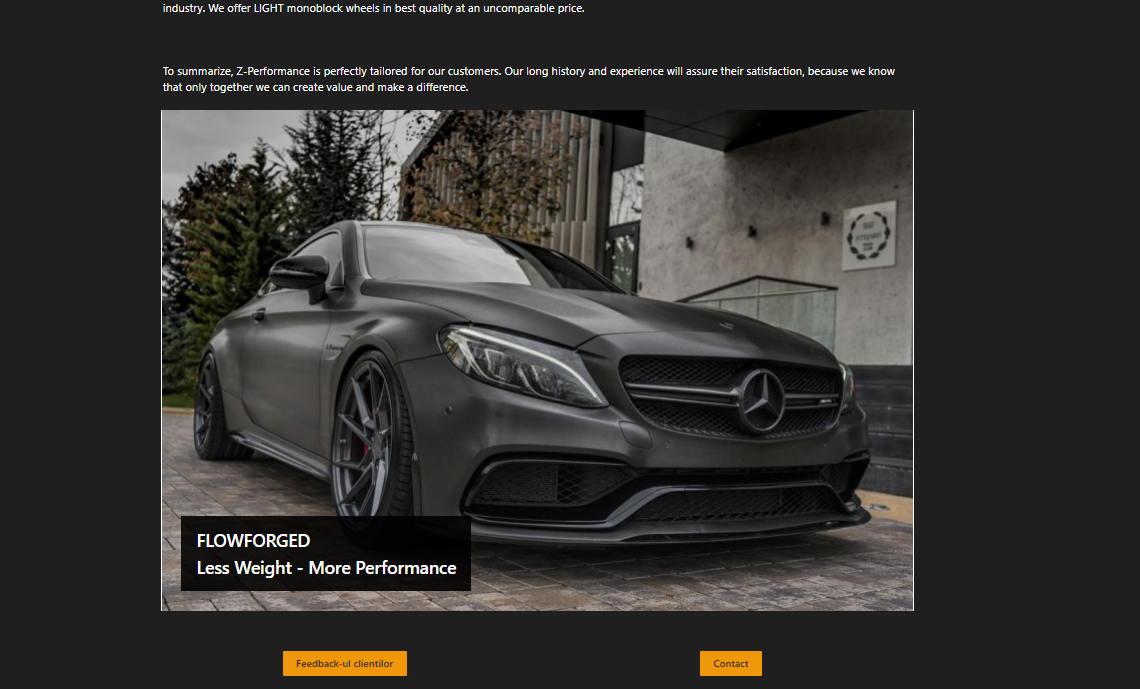 industry. We offer LIGHT monoblock wheels in best quality at an uncomparable price.
To summarize, Z-Performance is perfectly tailored for our customers. Our long history and experience will assure their satisfaction, because we know
that only together we can create value and make a difference.
FLOWFORGED
Less Weight - More Performance
Feedback-ul clientilor
Contact